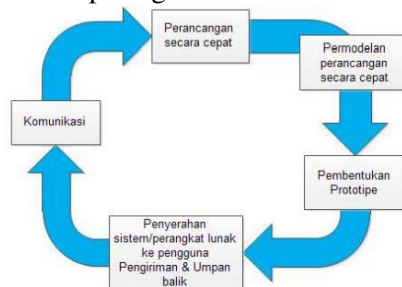 Perancangan
secara cepat
Permodelan
perancangan
secara cepat
Komunikasi
Pembentukan
Prototipe
Penyerahan
sistem/perangkat lunak
ke pengguna
Pengiriman & Umpan
balik